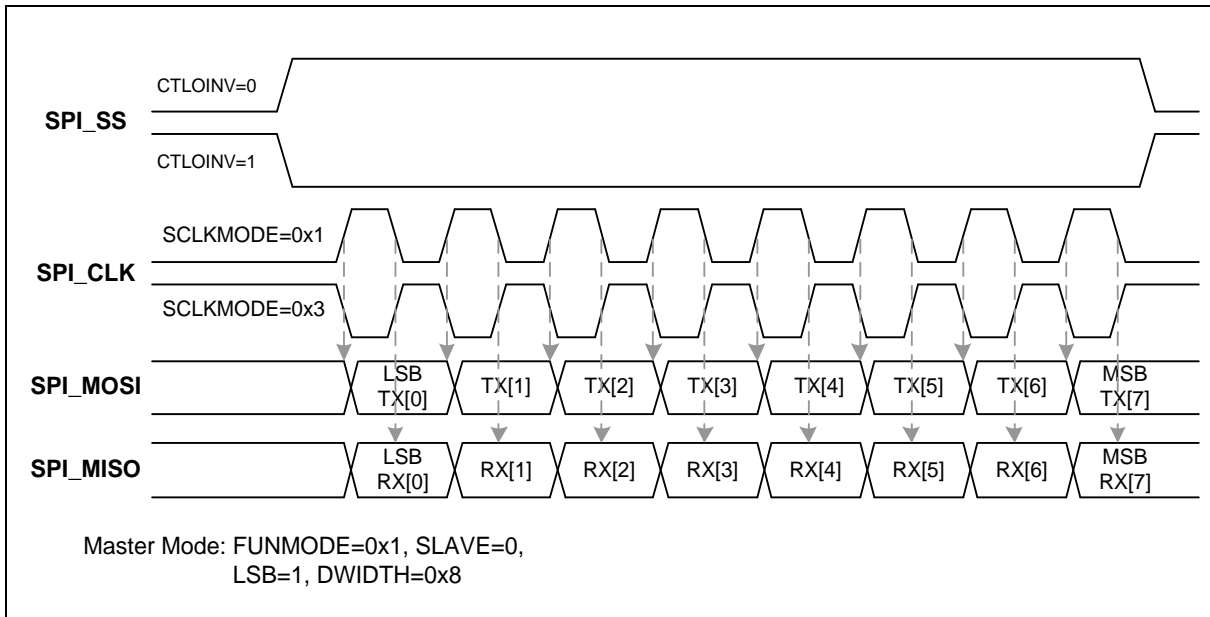 CTLOINV=0
SPI_SS
CTLOINV=1
SCLKMODE=0x1
SPI_CLK
SCLKMODE=0x3
SPI_MOSI
LSB
TX[0]
TX[1]
TX[2]
TX[3]
TX[4]
TX[5]
TX[6]
MSB
TX[7]
SPI_MISO
LSB
RX[0]
RX[1]
RX[2]
RX[3]
RX[4]
RX[5]
RX[6]
MSB
RX[7]
Master Mode: FUNMODE=0x1, SLAVE=0,
LSB=1, DWIDTH=0x8